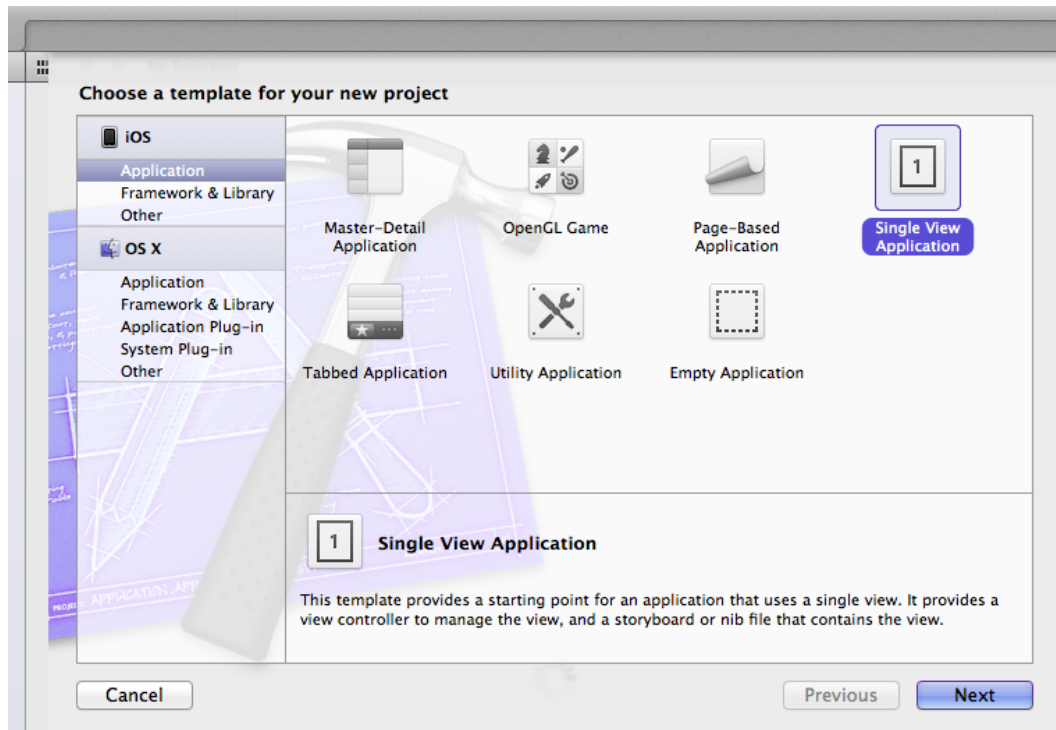 Choose a template for your new project
iOS
Application
Framework & Library
Other
OS X
Application
Framework & Library
Application Plug-in
System Plug-in
Other
Master-Detail
Application
OpenGL Game
Page-Based
Application
1
Single View
Application
Tabbed Application
Utility Application
Empty Application
1
Single View Application
This template provides a starting point for an application that uses a single view. It provides a
view controller to manage the view, and a storyboard or nib file that contains the view.
Cancel
Previous
Next